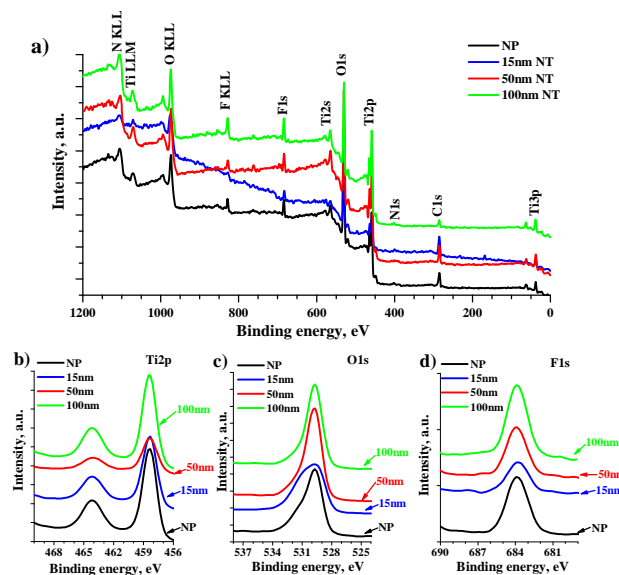 a)
N KLL
Ti LLM
O KLL
F KLL
F1s
Ti2s
O1s
Ti2p
N1s
C1s
Ti3p
NP
15nm NT
50nm NT
100nm NT
Intensity, a.u.
1200 1000 800 600 400 200 0
Binding energy, eV
b) Ti2p
NP
15nm
50nm
100nm
100nm
50nm
15nm
NP
Intensity, a.u.
468 465 462 459 456
Binding energy, eV
c) O1s
NP
15nm
50nm
100nm
100nm
50nm
15nm
NP
Intensity, a.u.
537 534 530 527 524
Binding energy, eV
d) F1s
NP
15nm
50nm
100nm
100nm
50nm
15nm
NP
Intensity, a.u.
690 687 684 681
Binding energy, eV